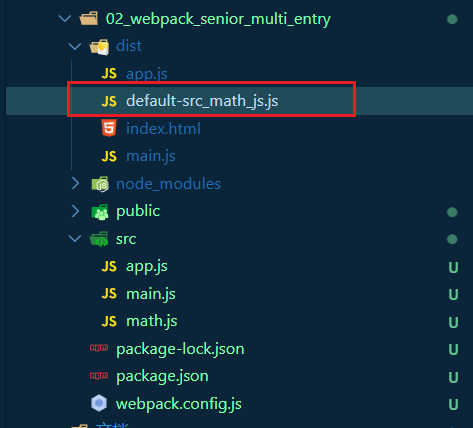 02_webpack_senior_multi_entry
dist
JS app.js
JS default-src_math_js.js
index.html
JS main.js
node_modules
public
src
JS app.js U
JS main.js U
JS math.js U
package-lock.json U
package.json U
webpack.config.js U